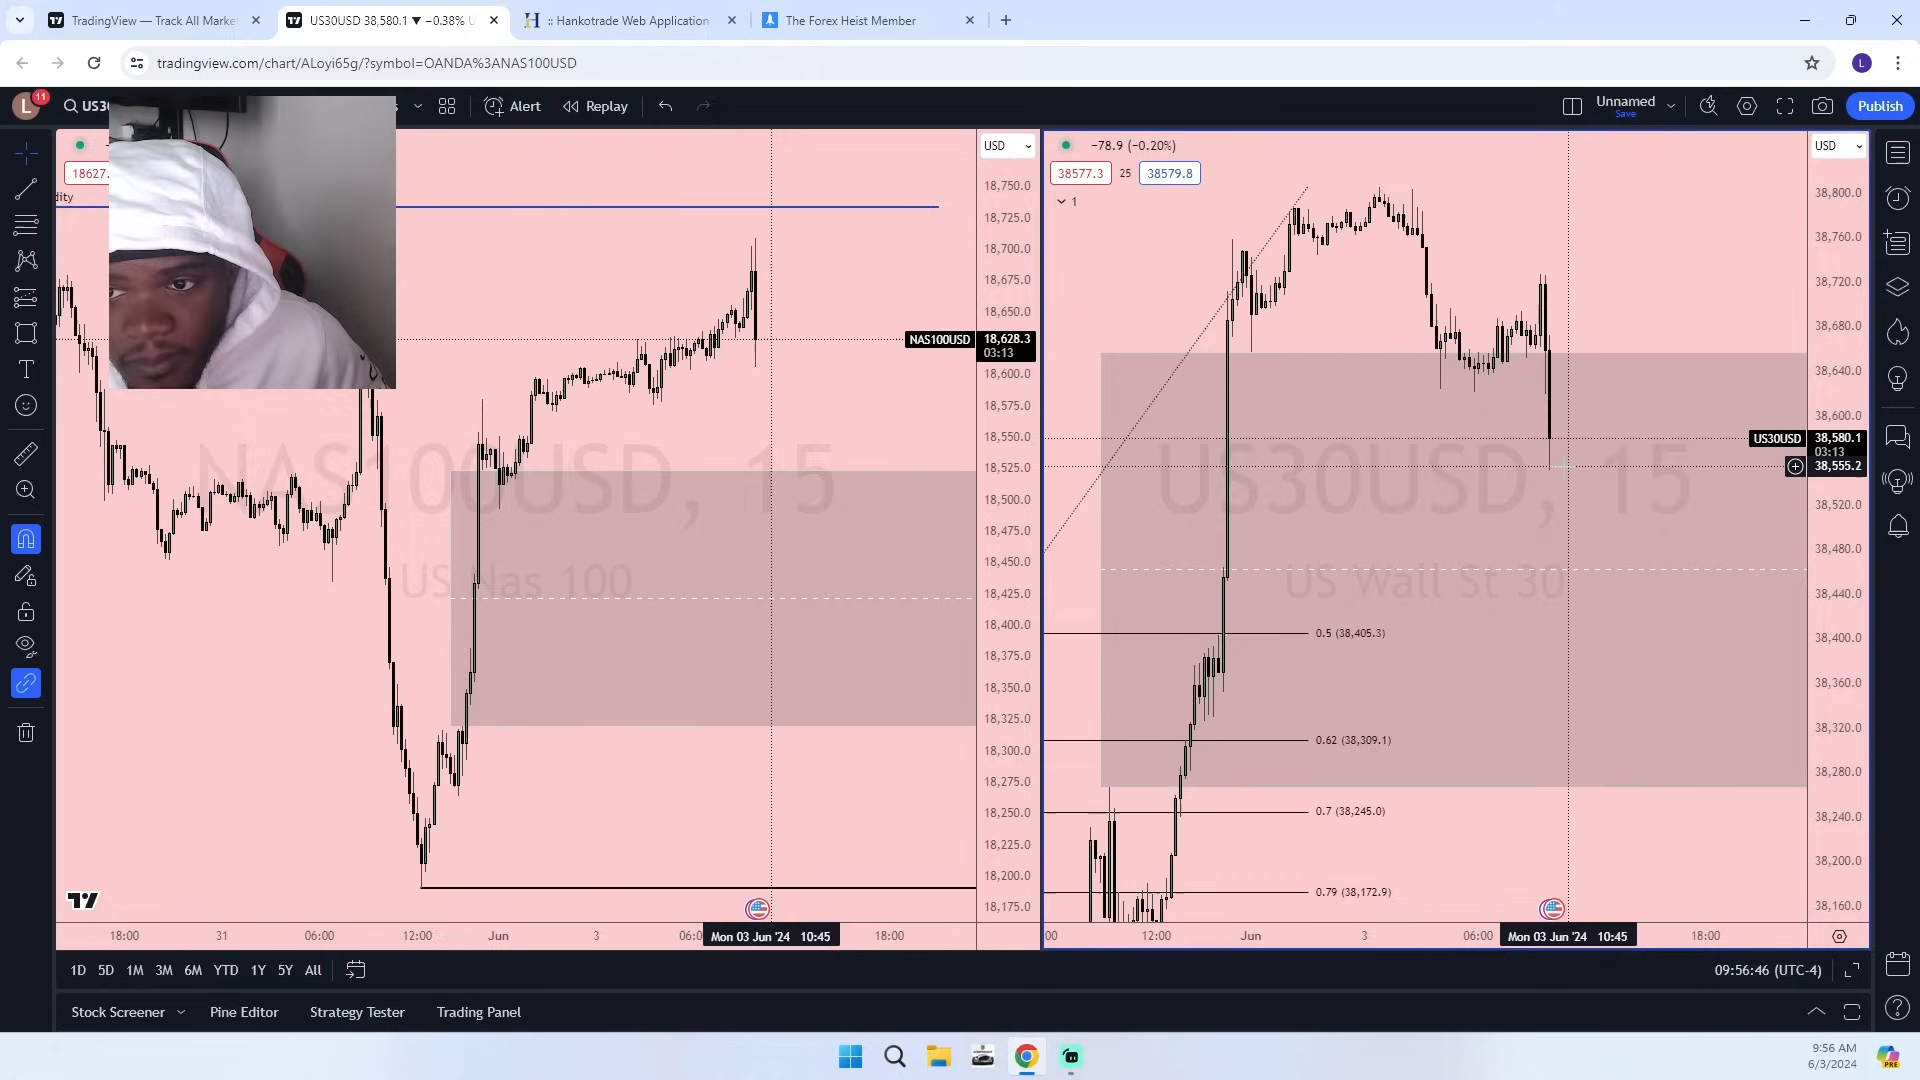 TradingView — Track All Marke
US30USD 38,580.1 ▼ −0.38% U
:: Hankotrade Web Application
The Forex Heist Member
tradingview.com/chart/ALoyi65g/?symbol=OANDA%3ANAS100USD
L
L
11
US3
Alert
Replay
Unnamed
Save
Publish
USD
18627.
dity
18,750.0
18,725.0
18,700.0
18,675.0
18,650.0
NAS100USD
18,628.3
03:13
18,600.0
18,575.0
18,550.0
18,525.0
18,500.0
18,475.0
18,450.0
18,425.0
18,400.0
18,375.0
18,350.0
18,325.0
18,300.0
18,275.0
18,250.0
18,225.0
18,200.0
18,175.0
NAS100USD, 15
US Nas 100
18:00
31
06:00
12:00
Jun
3
06:0
Mon 03 Jun '24 10:45
18:00
−78.9 (−0.20%)
38577.3
25
38579.8
1
USD
38,800.0
38,760.0
38,720.0
38,680.0
38,640.0
38,600.0
US30USD
38,580.1
03:13
38,555.2
38,520.0
38,480.0
38,440.0
38,400.0
38,360.0
38,320.0
38,280.0
38,240.0
38,200.0
38,160.0
US30USD, 15
US Wall St 30
0.5 (38,405.3)
0.62 (38,309.1)
0.7 (38,245.0)
0.79 (38,172.9)
:00
12:00
Jun
3
06:00
Mon 03 Jun '24 10:45
18:00
1D 5D 1M 3M 6M YTD 1Y 5Y All
09:56:46 (UTC-4)
Stock Screener
Pine Editor
Strategy Tester
Trading Panel
9:56 AM
6/3/2024
PRE